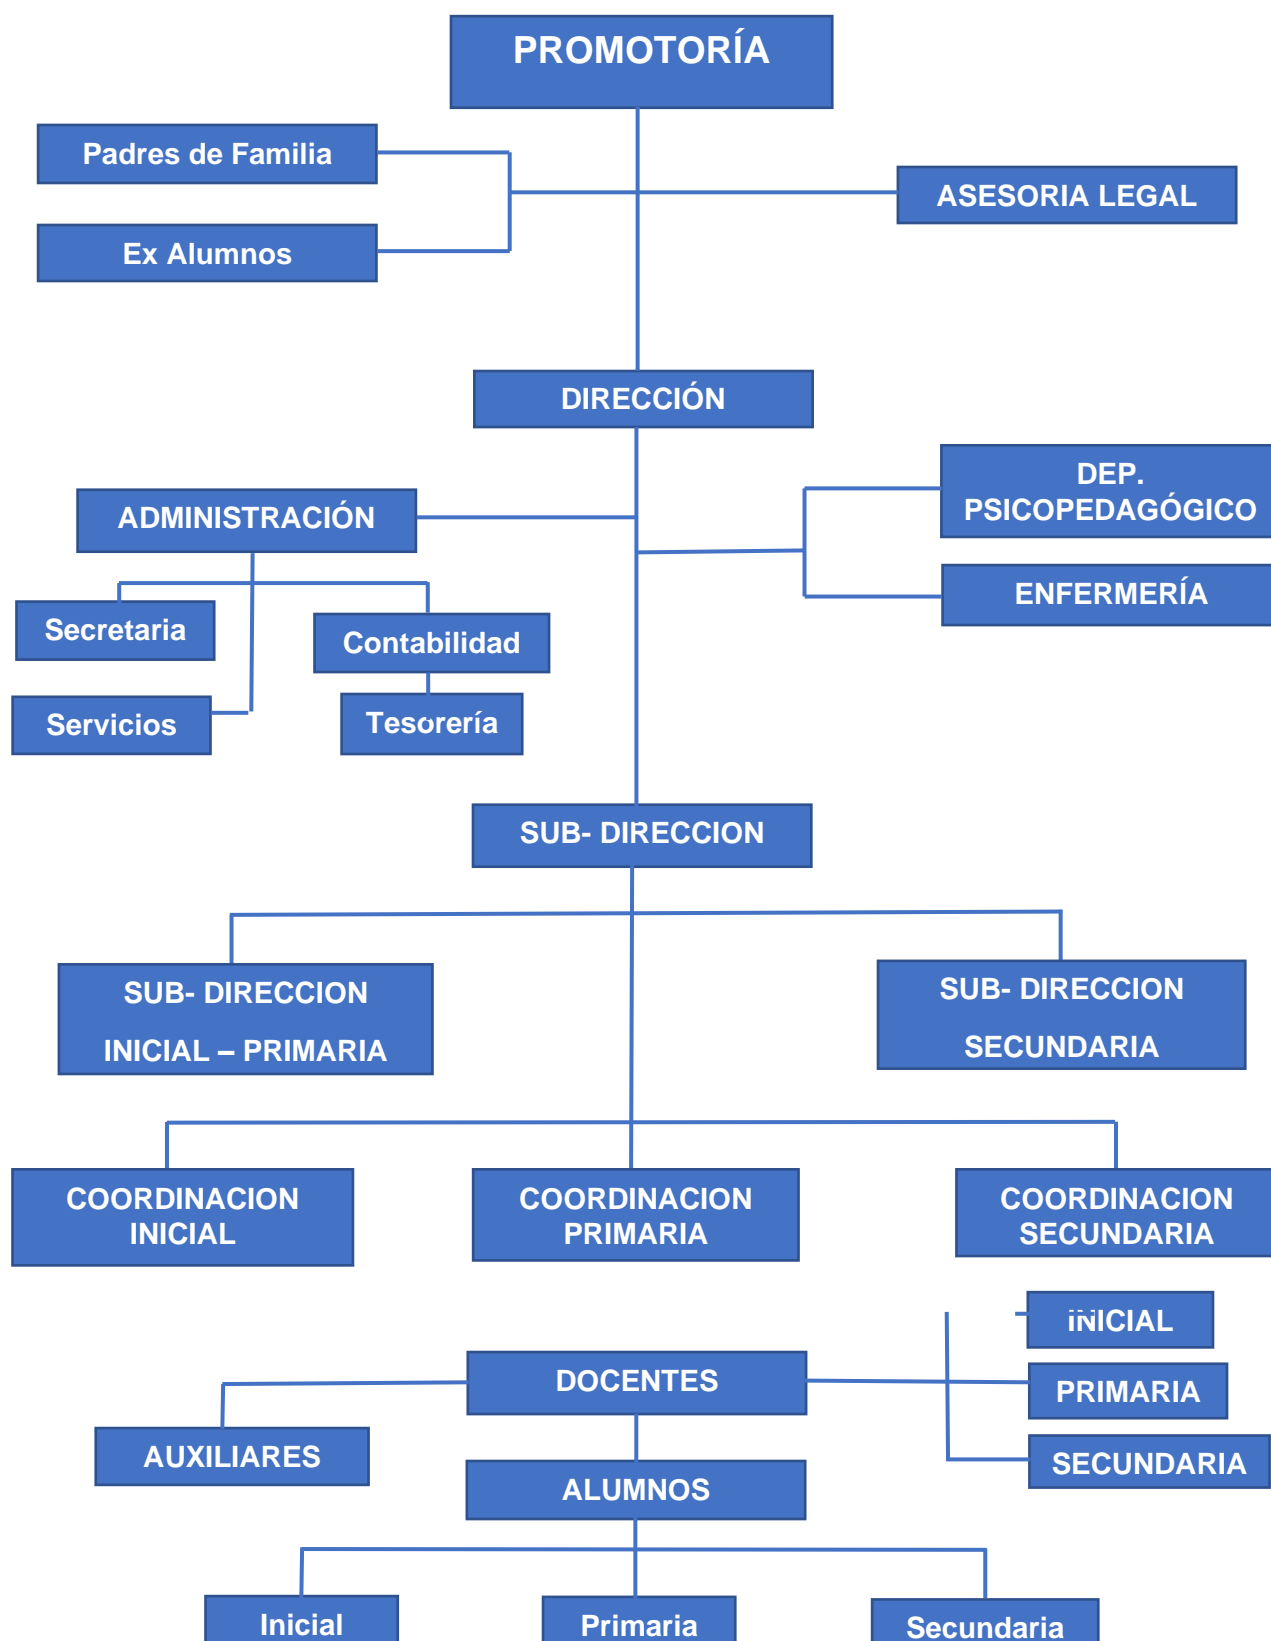 PROMOTORÍA
Padres de Familia
ASESORIA LEGAL
Ex Alumnos
DIRECCIÓN
DEP.
PSICOPEDAGÓGICO
ADMINISTRACIÓN
ENFERMERÍA
Secretaria
Contabilidad
Servicios
Tesorería
SUB- DIRECCION
SUB- DIRECCION
INICIAL – PRIMARIA
SUB- DIRECCION
SECUNDARIA
COORDINACION
INICIAL
COORDINACION
PRIMARIA
COORDINACION
SECUNDARIA
INICIAL
DOCENTES
PRIMARIA
AUXILIARES
SECUNDARIA
ALUMNOS
Inicial
Primaria
Secundaria